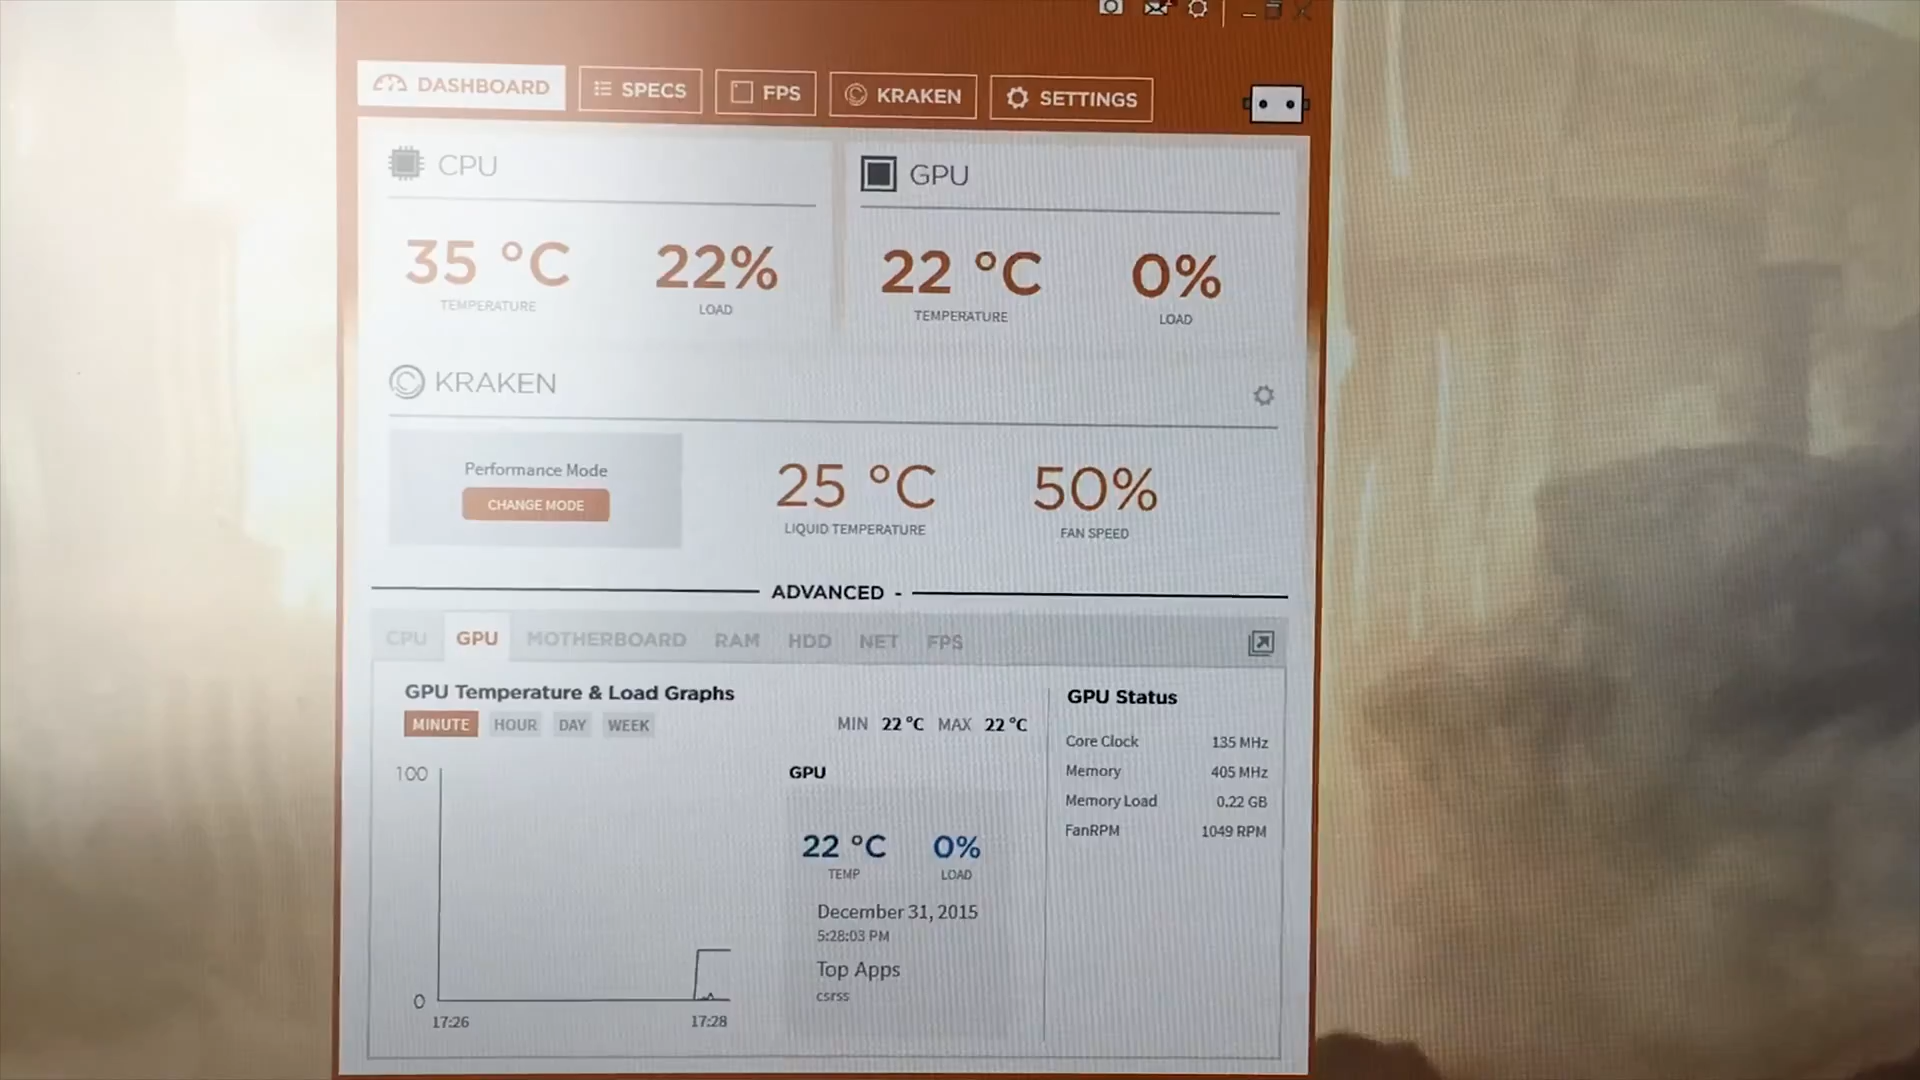 DASHBOARD
SPECS
FPS
KRAKEN
SETTINGS
CPU
35 °C
TEMPERATURE
22%
LOAD
GPU
22 °C
TEMPERATURE
0%
LOAD
KRAKEN
Performance Mode
CHANGE MODE
25 °C
LIQUID TEMPERATURE
50%
FAN SPEED
ADVANCED -
CPU GPU MOTHERBOARD RAM HDD NET FPS
GPU Temperature & Load Graphs
MINUTE HOUR DAY WEEK
MIN 22 °C MAX 22 °C
100
0
17:26
17:28
GPU
22 °C
TEMP
0%
LOAD
December 31, 2015
5:28:03 PM
Top Apps
csrss
GPU Status
Core Clock 135 MHz
Memory 405 MHz
Memory Load 0.22 GB
FanRPM 1049 RPM